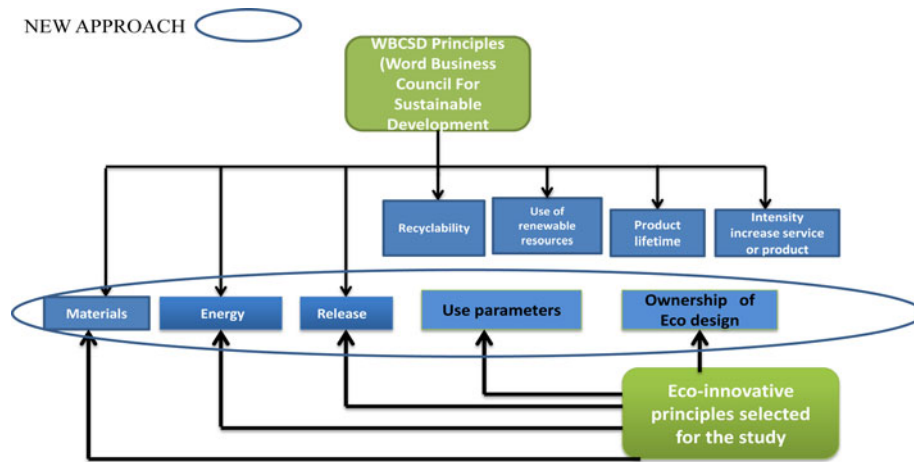 NEW APPROACH
WBCSD Principles
(Word Business
Council For
Sustainable
Development
Recyclability
Use of
renewable
resources
Product
lifetime
Intensity
increase service
or product
Materials
Energy
Release
Use parameters
Ownership of
Eco design
Eco-innovative
principles selected
for the study